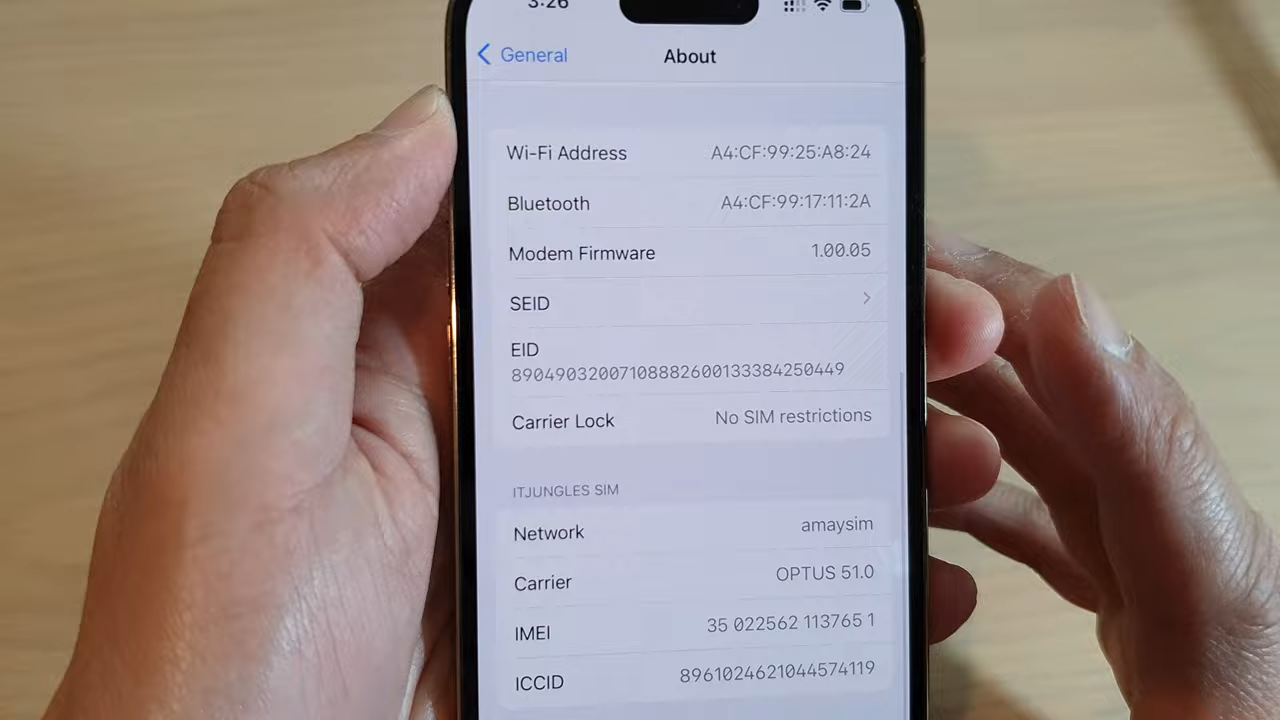 3:26
General
About
Wi-Fi Address A4:CF:99:25:A8:24
Bluetooth A4:CF:99:17:11:2A
Modem Firmware 1.00.05
SEID
EID
89049032007108882600133384250449
Carrier Lock No SIM restrictions
ITJUNGLES SIM
Network amaysim
Carrier OPTUS 51.0
IMEI 35 022562 113765 1
ICCID 8961024621044574119